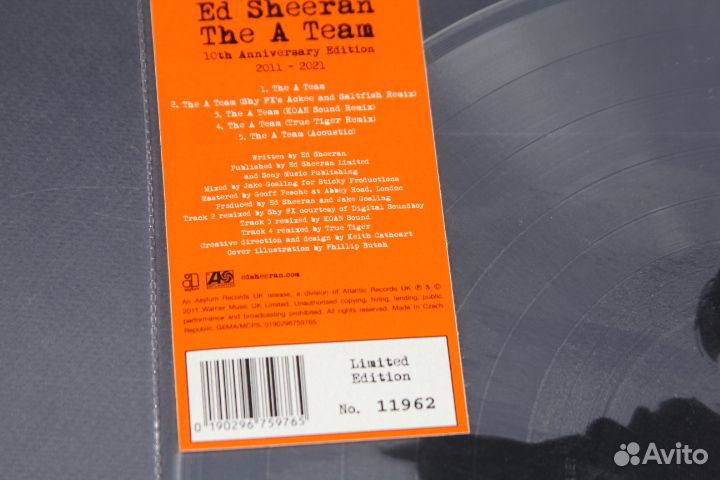 Ed Sheeran
The A Team
10th Anniversary Edition
2011 - 2021
1. The A Team
2. The A Team (Shy FX's Ackee and Saltfish Remix)
3. The A Team (KOAN Sound Remix)
4. The A Team (True Tiger Remix)
5. The A Team (Acoustic)
Written by Ed Sheeran
Published by Ed Sheeran Limited
and Sony Music Publishing
Mixed by Jake Gosling for Sticky Productions
Mastered by Geoff Pesche at Abbey Road, London
Produced by Ed Sheeran and Jake Gosling
Track 2 remixed by Shy FX courtesy of Digital Soundboy
Track 3 remixed by KOAN Sound
Track 4 remixed by True Tiger
Creative direction and design by Keith Cathcart
Cover illustration by Phillip Butah
asylum
edsheeran.com
An Asylum Records UK release, a division of Atlantic Records UK ℗ & ©
2011 Warner Music UK Limited. Unauthorised copying, hiring, lending, public
performance and broadcasting prohibited. All rights reserved. Made in Czech
Republic. GEMA/MCPS. 0190296759765
Limited
Edition
No. 11962
0 190296 759765
Avito